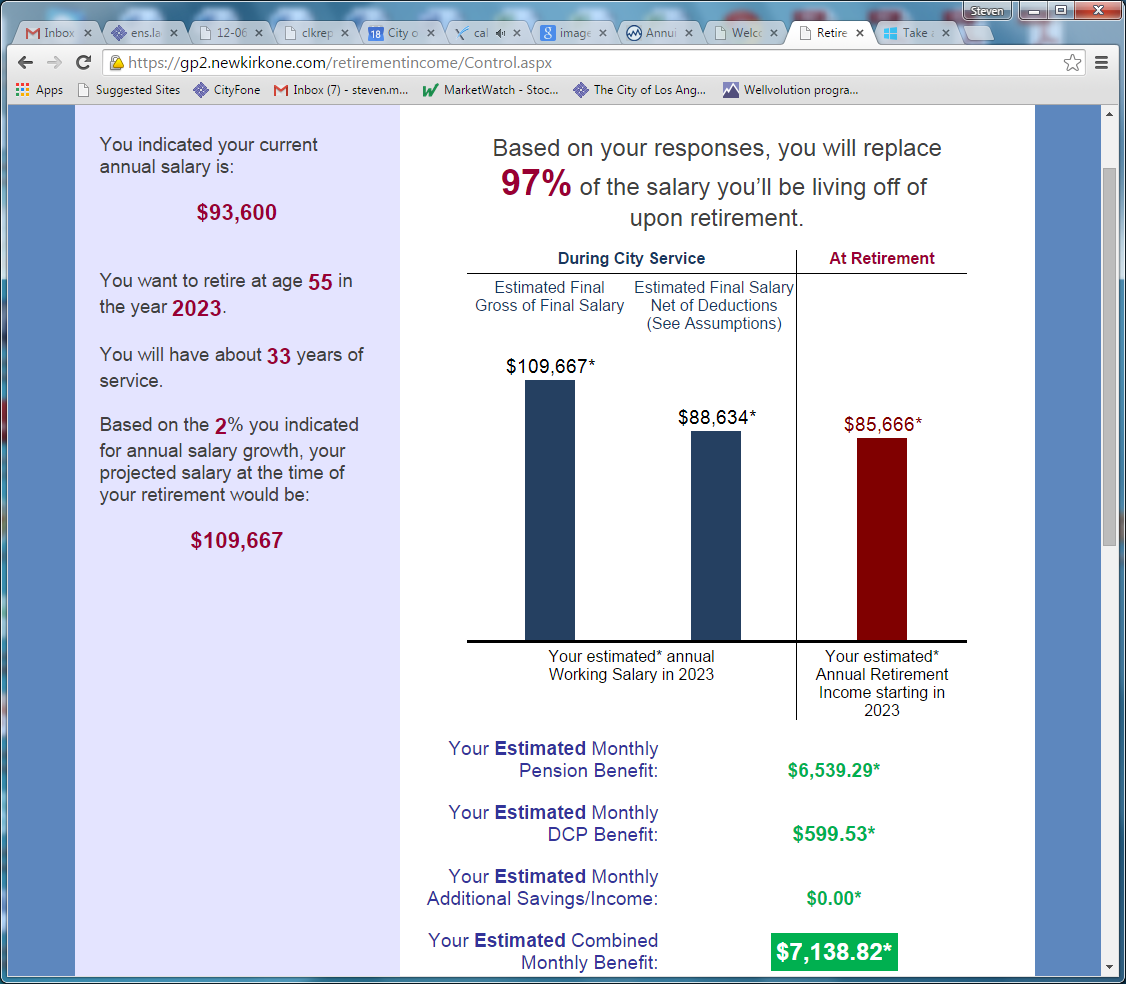 Steven
Inbox
ens.la
12-06
clkrep
18 City o
cal
image
Annui
Welco
Retire
Take a
https://gp2.newkirkone.com/retirementincome/Control.aspx
Apps Suggested Sites CityFone Inbox (7) - steven.m... MarketWatch - Stoc... The City of Los Ang... Wellvolution progra...
You indicated your current
annual salary is:
$93,600
You want to retire at age 55 in
the year 2023.
You will have about 33 years of
service.
Based on the 2% you indicated
for annual salary growth, your
projected salary at the time of
your retirement would be:
$109,667
Based on your responses, you will replace
97% of the salary you’ll be living off of
upon retirement.
During City Service
At Retirement
Estimated Final
Gross of Final Salary
Estimated Final Salary
Net of Deductions
(See Assumptions)
$109,667*
$88,634*
$85,666*
Your estimated* annual
Working Salary in 2023
Your estimated*
Annual Retirement
Income starting in
2023
Your Estimated Monthly
Pension Benefit:
$6,539.29*
Your Estimated Monthly
DCP Benefit:
$599.53*
Your Estimated Monthly
Additional Savings/Income:
$0.00*
Your Estimated Combined
Monthly Benefit:
$7,138.82*